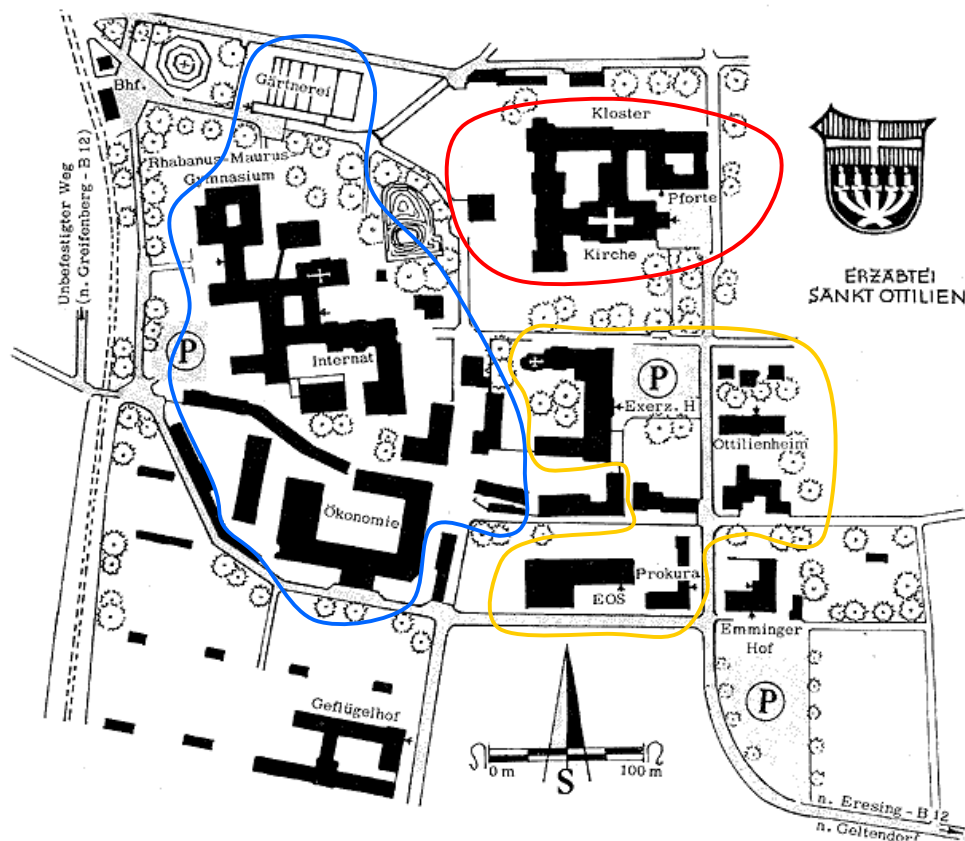 Gärtnerei
Bhf.
Kloster
Rhabanus-Maurus
Gymnasium
Pforte
Unbefestigter Weg
(n. Greifenberg - B 12)
Kirche
ERZABTEI
SANKT OTTILIEN
P
Internat
P
Exerz. H
Ottilienheim
Ökonomie
Prokura
EOS
Emminger
Hof
P
Geflügelhof
0 m
100 m
S
n. Eresing - B 12
n. Geltendorf